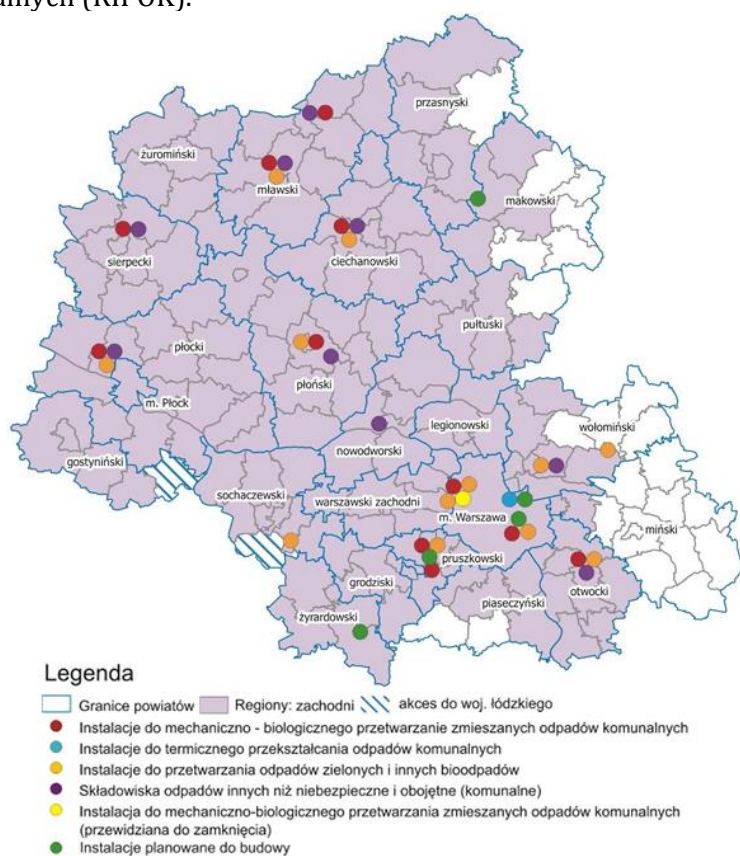 (RIPOK).
przasnyski
żuromiński
mławski
makowski
sierpecki
ciechanowski
pułtuski
płocki
płoński
m. Płock
legionowski
wołomiński
gostyniński
nowodworski
sochaczewski
warszawski zachodni
m. Warszawa
miński
pruszkowski
grodziski
otwocki
piaseczyński
żyrardowski
Legenda
Granice powiatów Regiony: zachodni akces do woj. łódzkiego
Instalacje do mechaniczno - biologicznego przetwarzanie zmieszanych odpadów komunalnych
Instalacje do termicznego przekształcania odpadów komunalnych
Instalacje do przetwarzania odpadów zielonych i innych bioodpadów
Składowiska odpadów innych niż niebezpieczne i obojętne (komunalne)
Instalacja do mechaniczno-biologicznego przetwarzania zmieszanych odpadów komunalnych
(przewidziana do zamknięcia)
Instalacje planowane do budowy